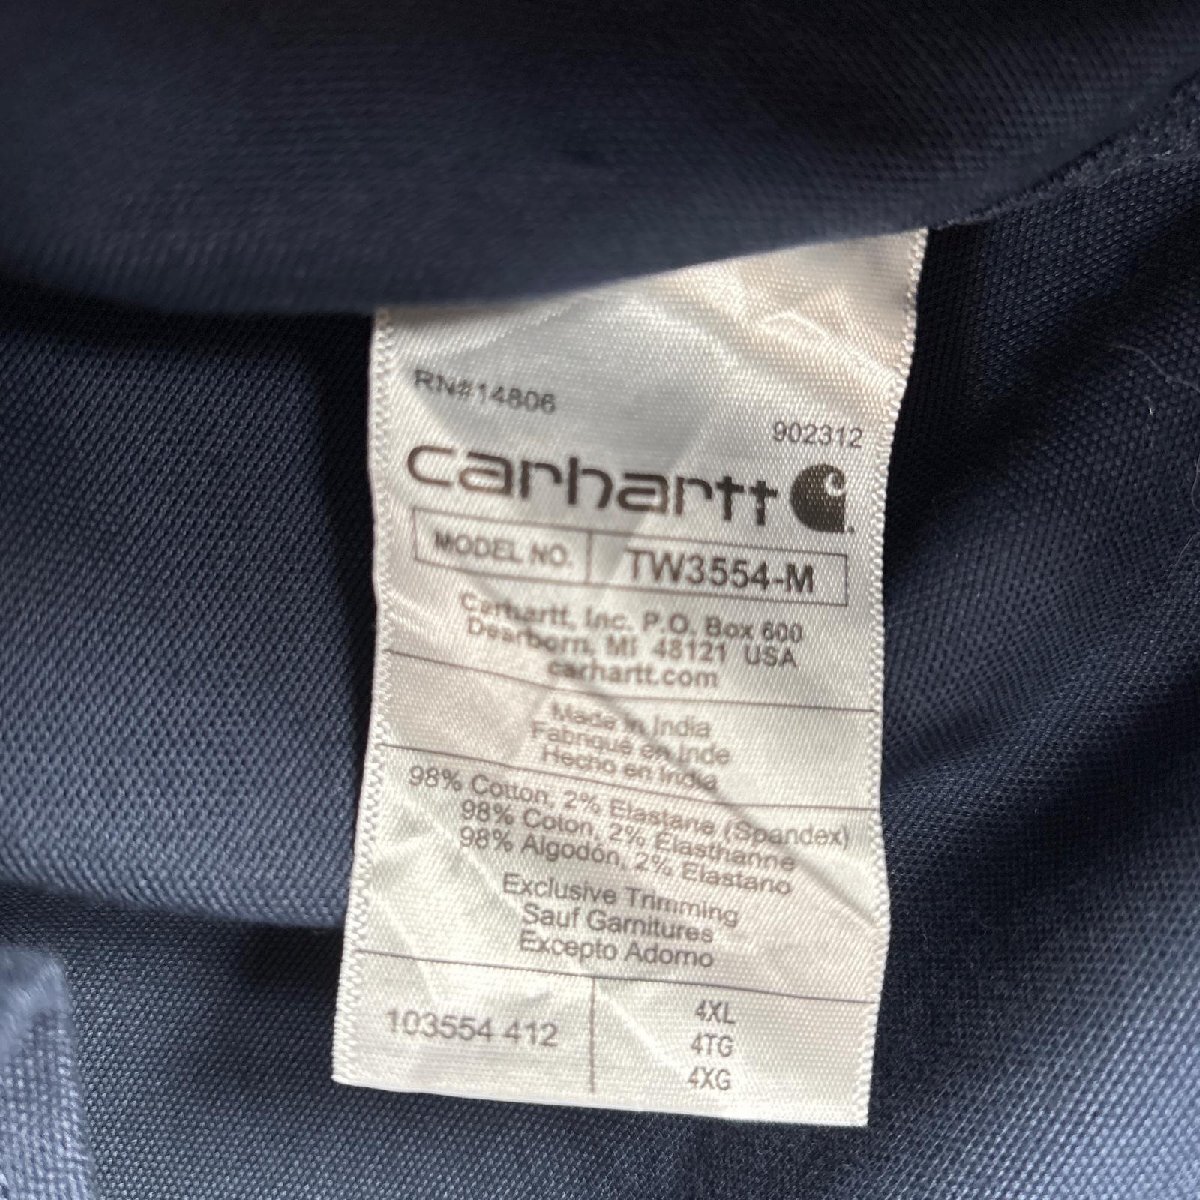 RN#14806
902312
carhartt
MODEL NO. TW3554-M
Carhartt, Inc. P.O. Box 600
Dearborn, MI 48121 USA
carhartt.com
Made in India
Fabriqué en Inde
Hecho en India
98% Cotton, 2% Elastane (Spandex)
98% Coton, 2% Élasthanne
98% Algodón, 2% Elastano
Exclusive Trimming
Sauf Garnitures
Excepto Adorno
103554 412
4XL
4TG
4XG